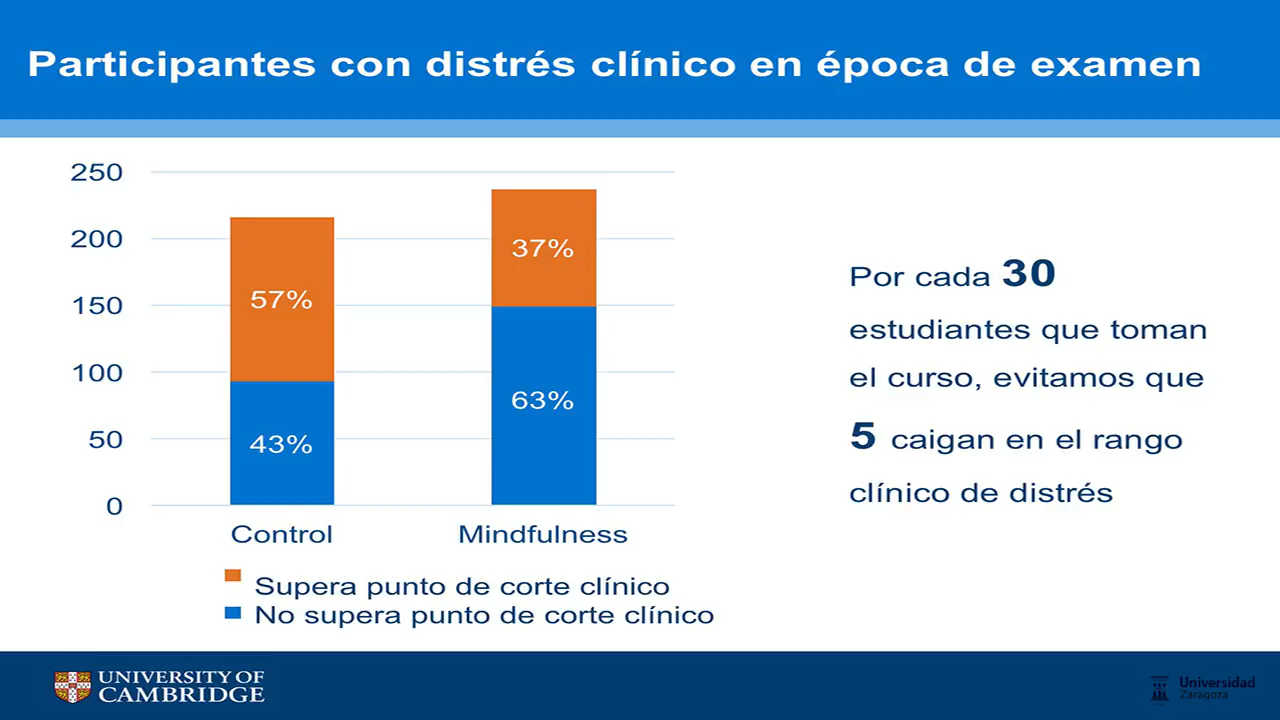 Participantes con distrés clínico en época de examen
250
200
150
100
50
0
57%
43%
37%
63%
Control
Mindfulness
Supera punto de corte clínico
No supera punto de corte clínico
Por cada 30
estudiantes que toman
el curso, evitamos que
5 caigan en el rango
clínico de distrés
UNIVERSITY OF
CAMBRIDGE
Universidad
Zaragoza